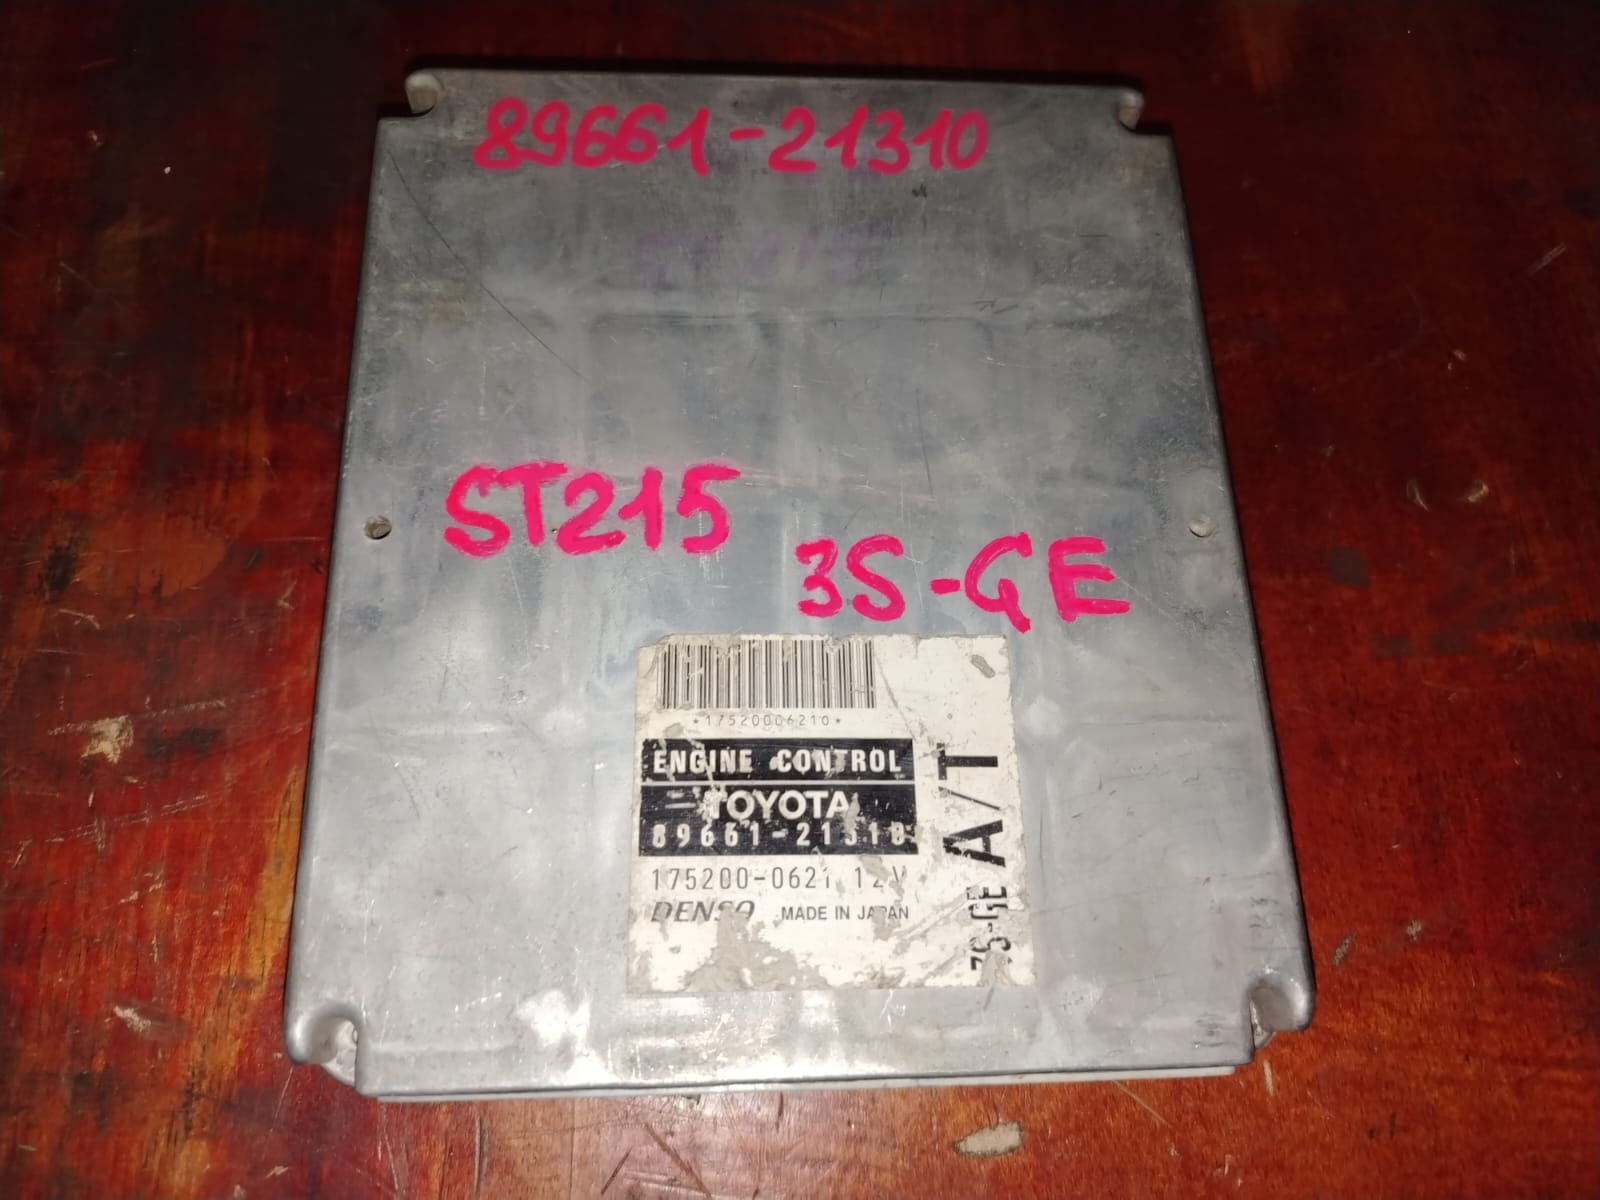 89661-21310
ST215
ST215
3S-GE
*17520006210*
ENGINE CONTROL
TOYOTA
89661-21310
175200-0621 12V
DENSO MADE IN JAPAN
3S-GE A/T